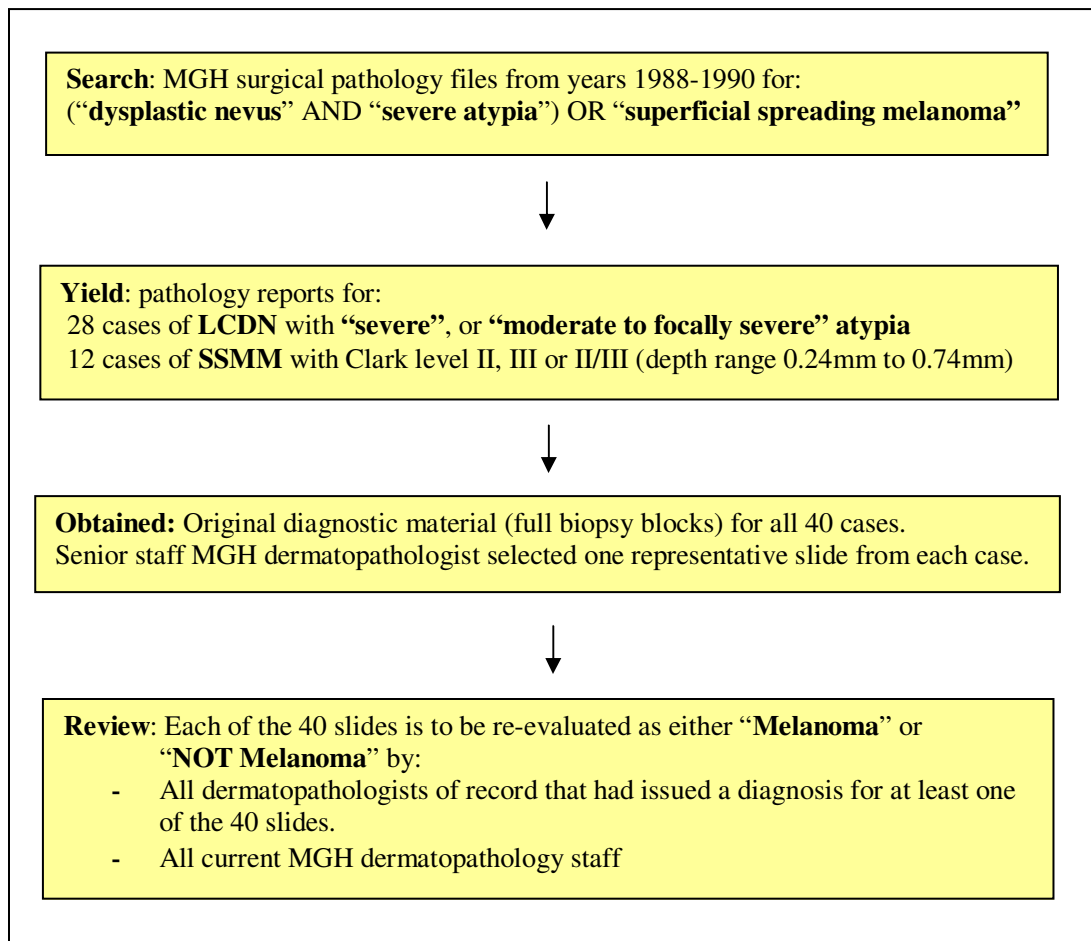 Search: MGH surgical pathology files from years 1988-1990 for:
(“dysplastic nevus” AND “severe atypia”) OR “superficial spreading melanoma”
Yield: pathology reports for:
28 cases of LCDN with “severe”, or “moderate to focally severe” atypia
12 cases of SSMM with Clark level II, III or II/III (depth range 0.24mm to 0.74mm)
Obtained: Original diagnostic material (full biopsy blocks) for all 40 cases.
Senior staff MGH dermatopathologist selected one representative slide from each case.
Review: Each of the 40 slides is to be re-evaluated as either “Melanoma” or
“NOT Melanoma” by:
- All dermatopathologists of record that had issued a diagnosis for at least one
of the 40 slides.
- All current MGH dermatopathology staff